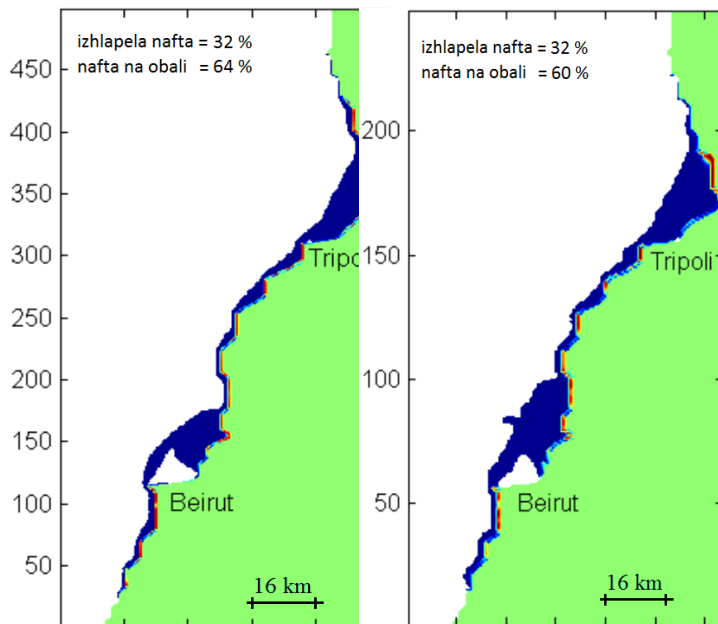 izhlapela nafta = 32 %
nafta na obali = 64 %
450
400
350
300
250
200
150
100
50
Tripo
Beirut
16 km
izhlapela nafta = 32 %
nafta na obali = 60 %
200
150
100
50
Tripoli
Beirut
16 km